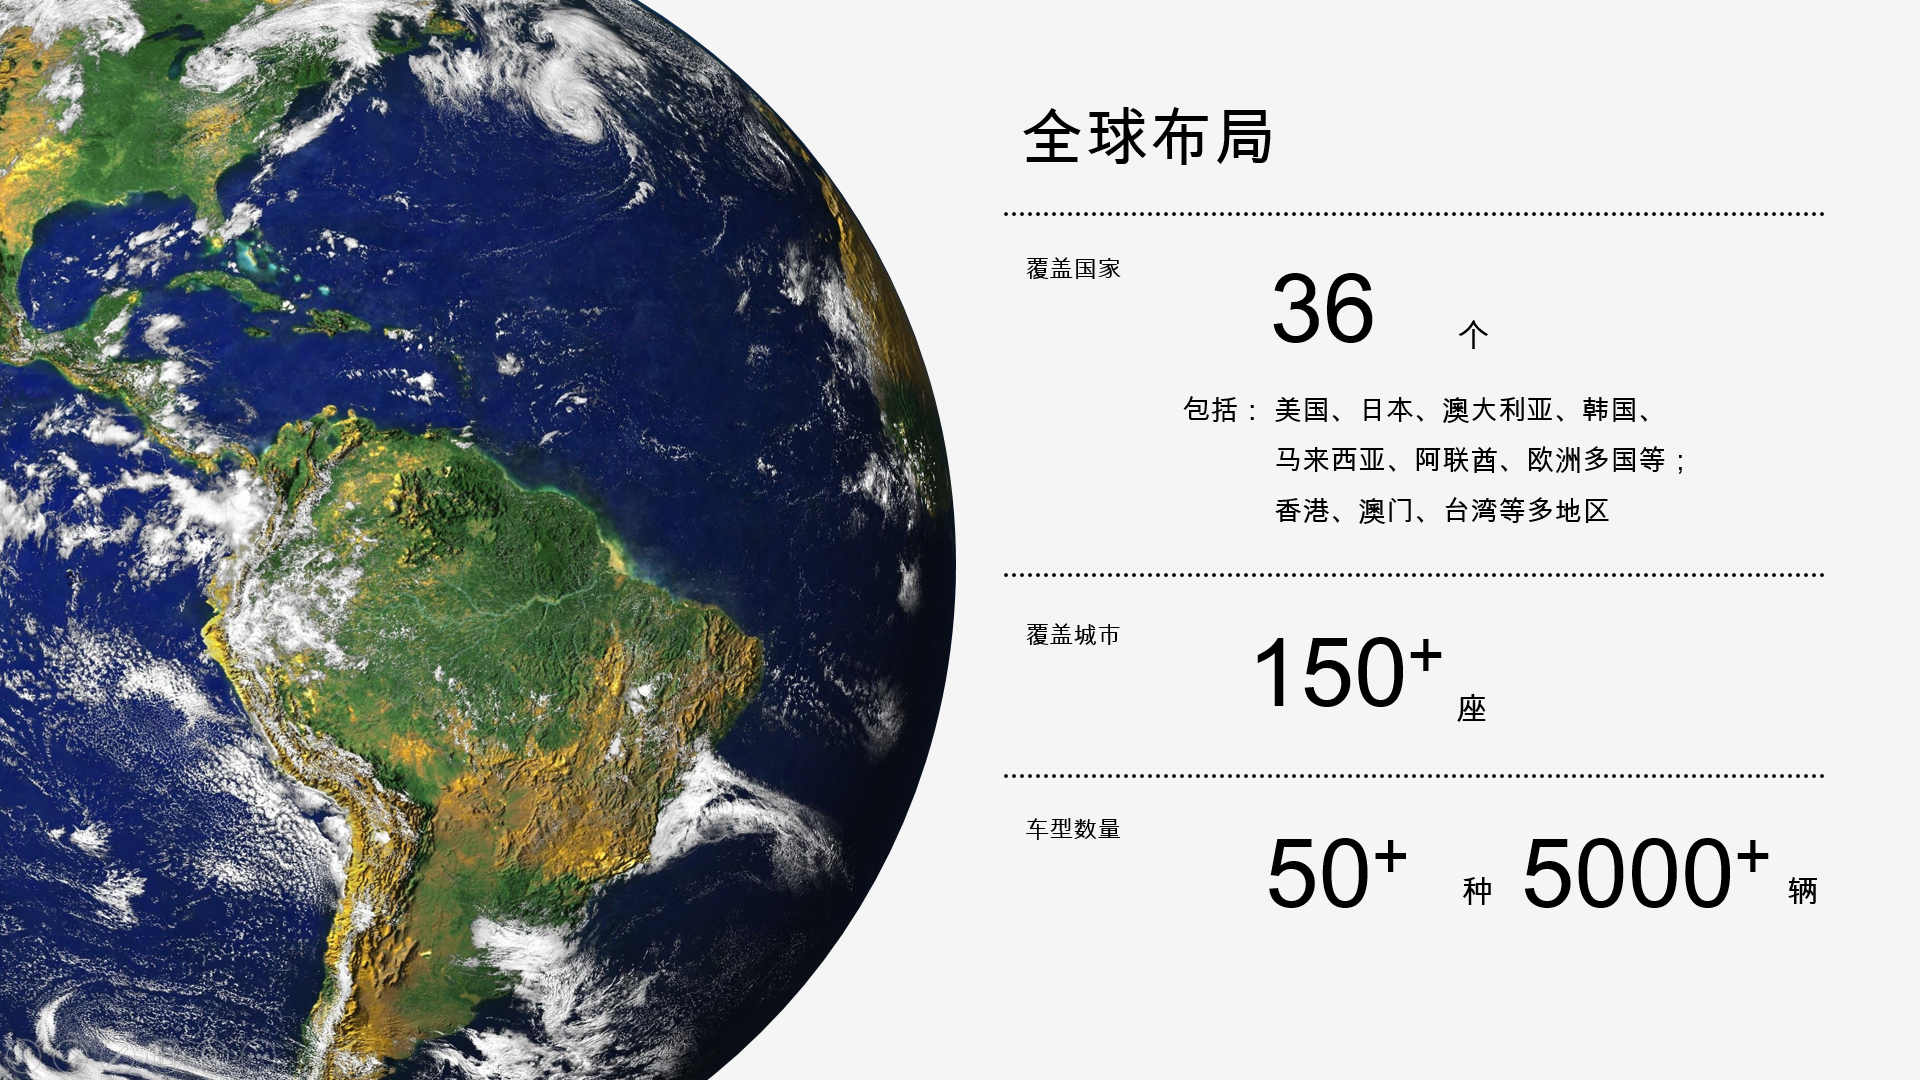 全球布局
覆盖国家
36 个
包括：美国、日本、澳大利亚、韩国、
马来西亚、阿联酋、欧洲多国等；
香港、澳门、台湾等多地区
覆盖城市
150+ 座
车型数量
50+ 种 5000+ 辆